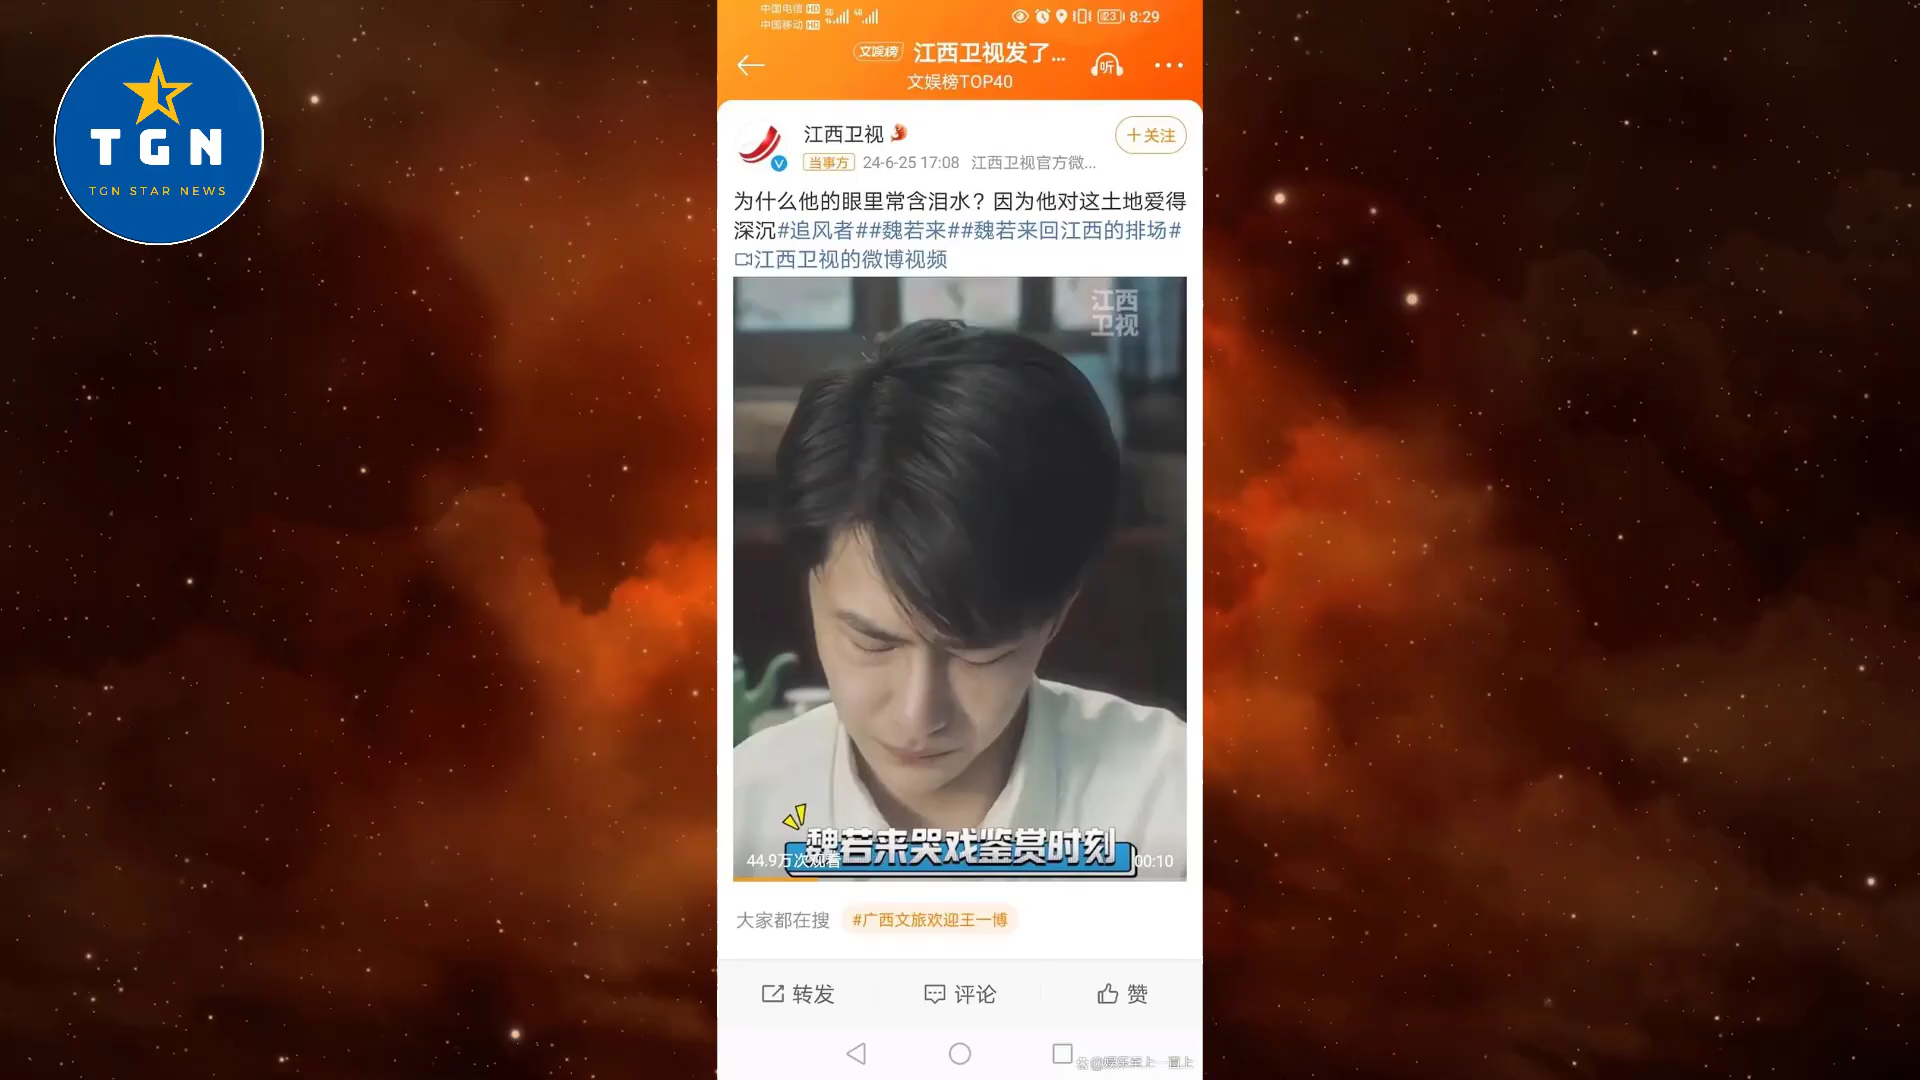 TGN
TGN STAR NEWS
中国电信 HD
中国移动 HD
5G
4G
23
8:29
文娱榜 江西卫视发了...
听
文娱榜TOP40
江西卫视
+关注
当事方 24-6-25 17:08 江西卫视官方微...
为什么他的眼里常含泪水？因为他对这土地爱得
深沉#追风者##魏若来##魏若来回江西的排场#
江西卫视的微博视频
江西
卫视
魏若来哭戏鉴赏时刻
44.9万次观看
00:10
大家都在搜 #广西文旅欢迎王一博
转发 评论 赞